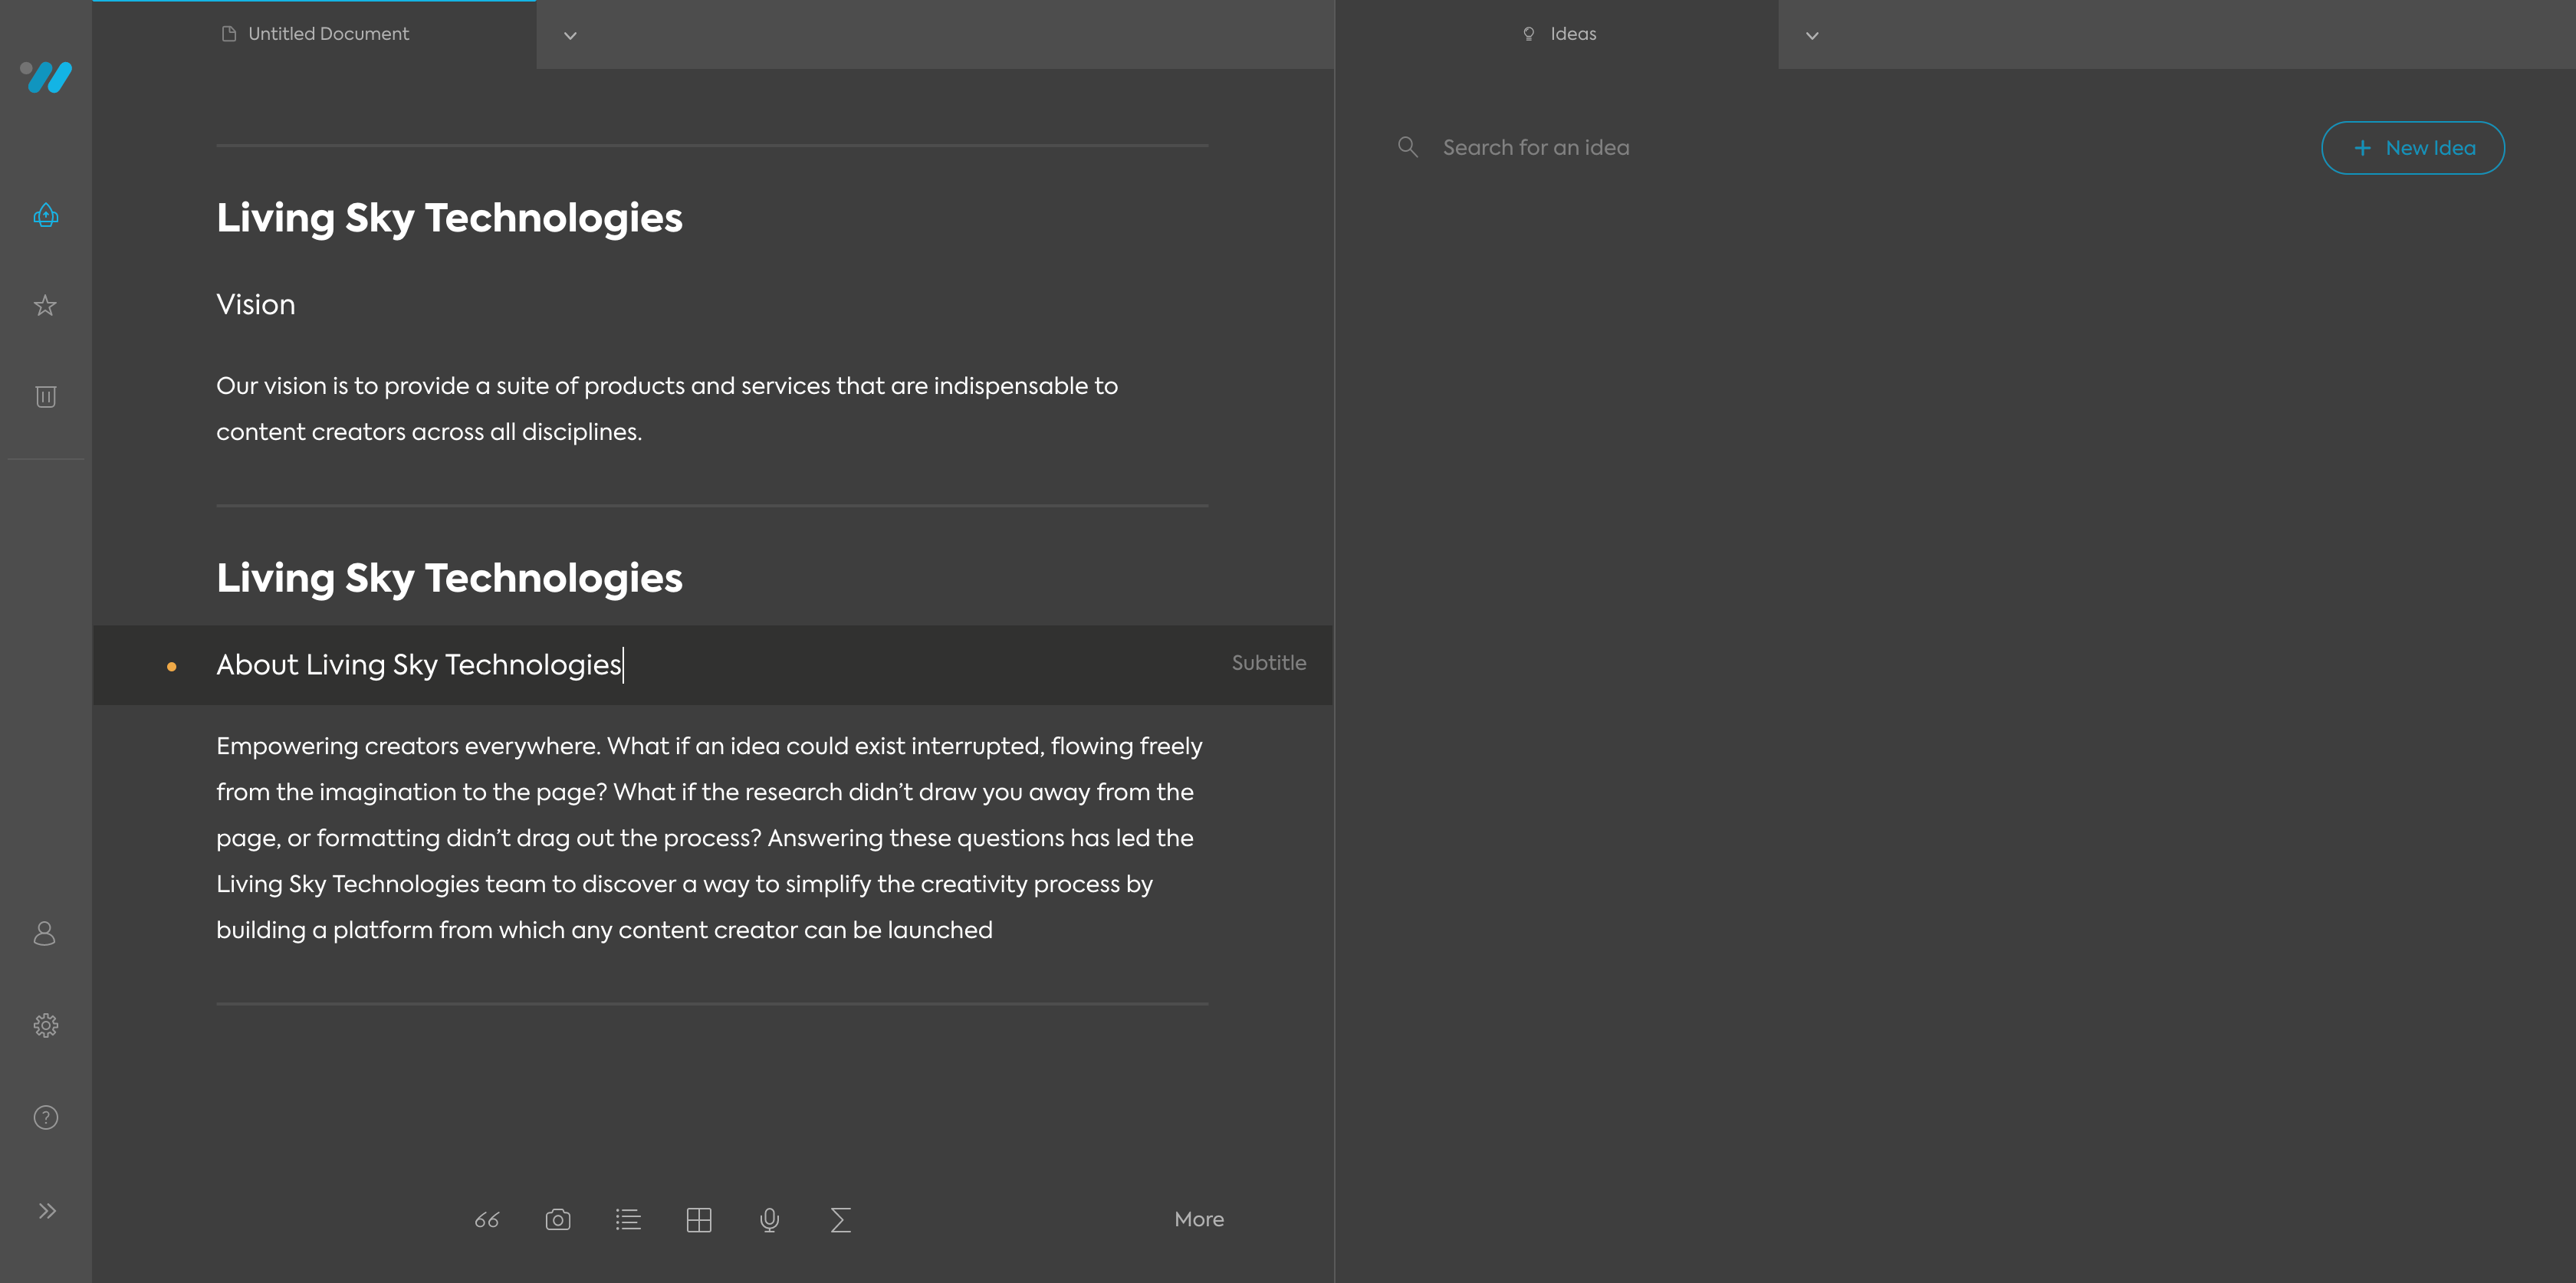 Untitled Document
Ideas
Search for an idea
+ New Idea
Living Sky Technologies
Vision
Our vision is to provide a suite of products and services that are indispensable to
content creators across all disciplines.
Living Sky Technologies
About Living Sky Technologies
Subtitle
Empowering creators everywhere. What if an idea could exist interrupted, flowing freely
from the imagination to the page? What if the research didn’t draw you away from the
page, or formatting didn’t drag out the process? Answering these questions has led the
Living Sky Technologies team to discover a way to simplify the creativity process by
building a platform from which any content creator can be launched
More